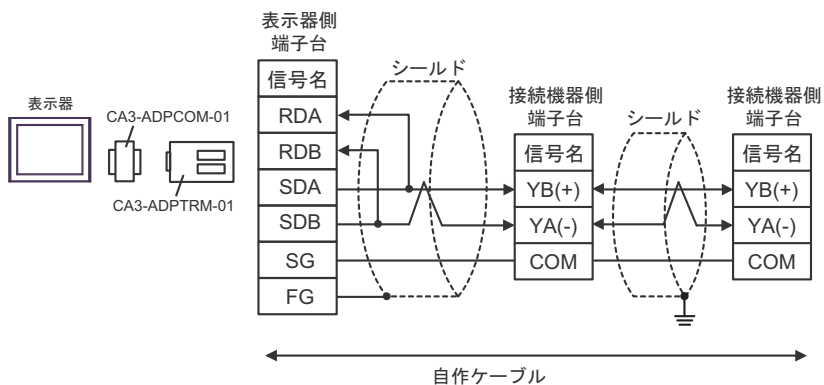 表示器
CA3-ADPCOM-01
CA3-ADPTRM-01
表示器側
端子台
信号名
RDA
RDB
SDA
SDB
SG
FG
シールド
接続機器側
端子台
信号名
YB(+)
YA(-)
COM
シールド
接続機器側
端子台
信号名
YB(+)
YA(-)
COM
自作ケーブル